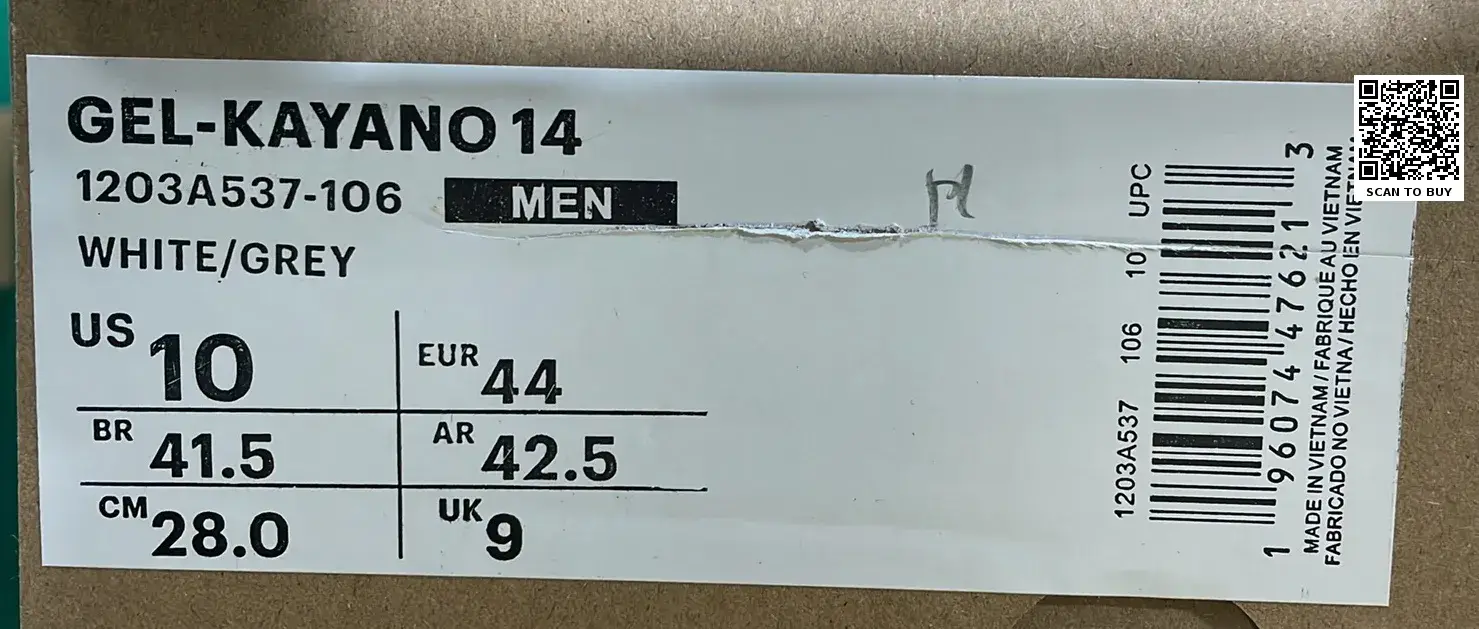 GEL-KAYANO 14
1203A537-106
MEN
WHITE/GREY
US 10
EUR 44
BR 41.5
AR 42.5
CM 28.0
UK 9
H
1203A537 106 10 UPC
1 96074 47621 3
MADE IN VIETNAM / FABRIQUE AU VIETNAM
FABRICADO NO VIETNA / HECHO EN VIETNAM
SCAN TO BUY